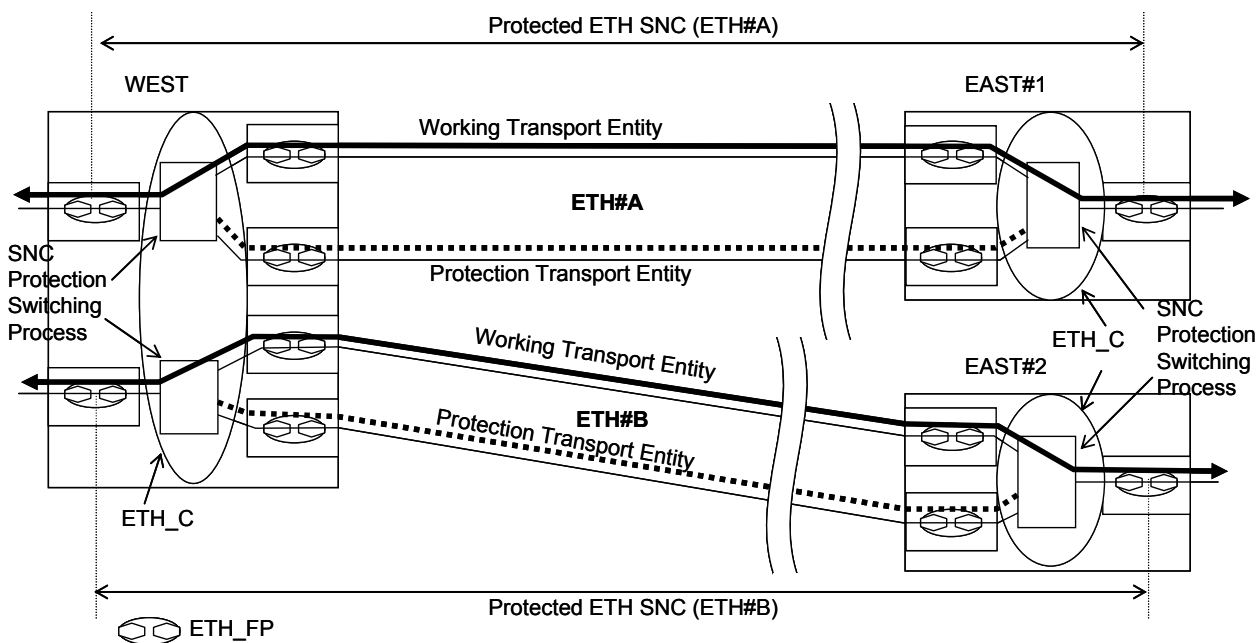 Protected ETH SNC (ETH#A)
WEST
EAST#1
Working Transport Entity
ETH#A
Protection Transport Entity
SNC
Protection
Switching
Process
SNC
Protection
Switching
Process
ETH_C
Working Transport Entity
EAST#2
ETH#B
Protection Transport Entity
ETH_C
Protected ETH SNC (ETH#B)
ETH_FP